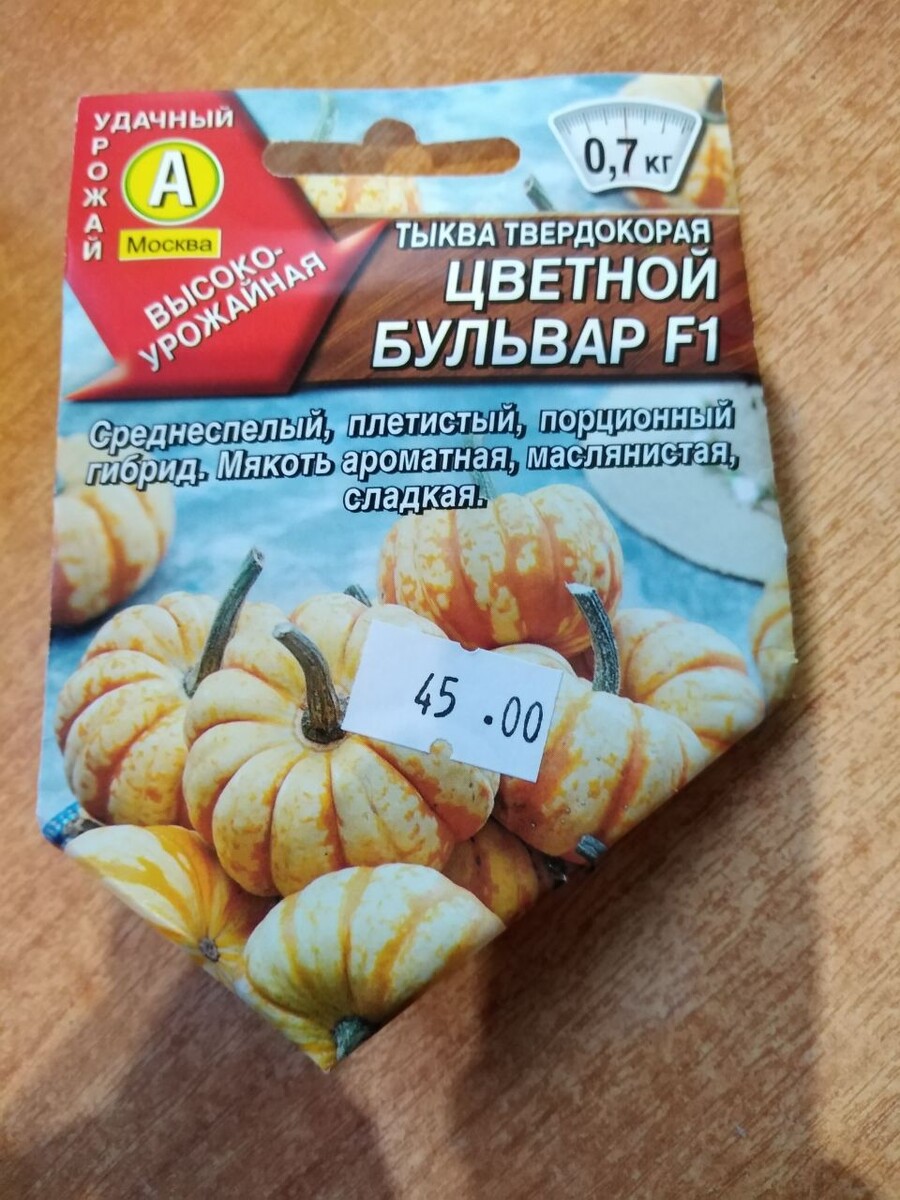 УДАЧНЫЙ
УРОЖАЙ
А
Москва
ВЫСОКО-
УРОЖАЙНАЯ
0,7 кг
ТЫКВА ТВЕРДОКОРАЯ
ЦВЕТНОЙ
БУЛЬВАР F1
Среднеспелый, плетистый, порционный
гибрид. Мякоть ароматная, маслянистая,
сладкая.
45.00